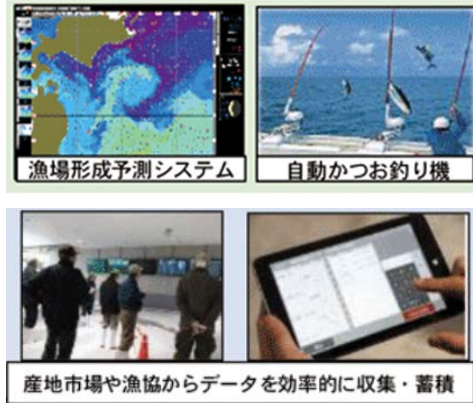 漁場形成予測システム
自動かつお釣り機
産地市場や漁協からデータを効率的に収集・蓄積